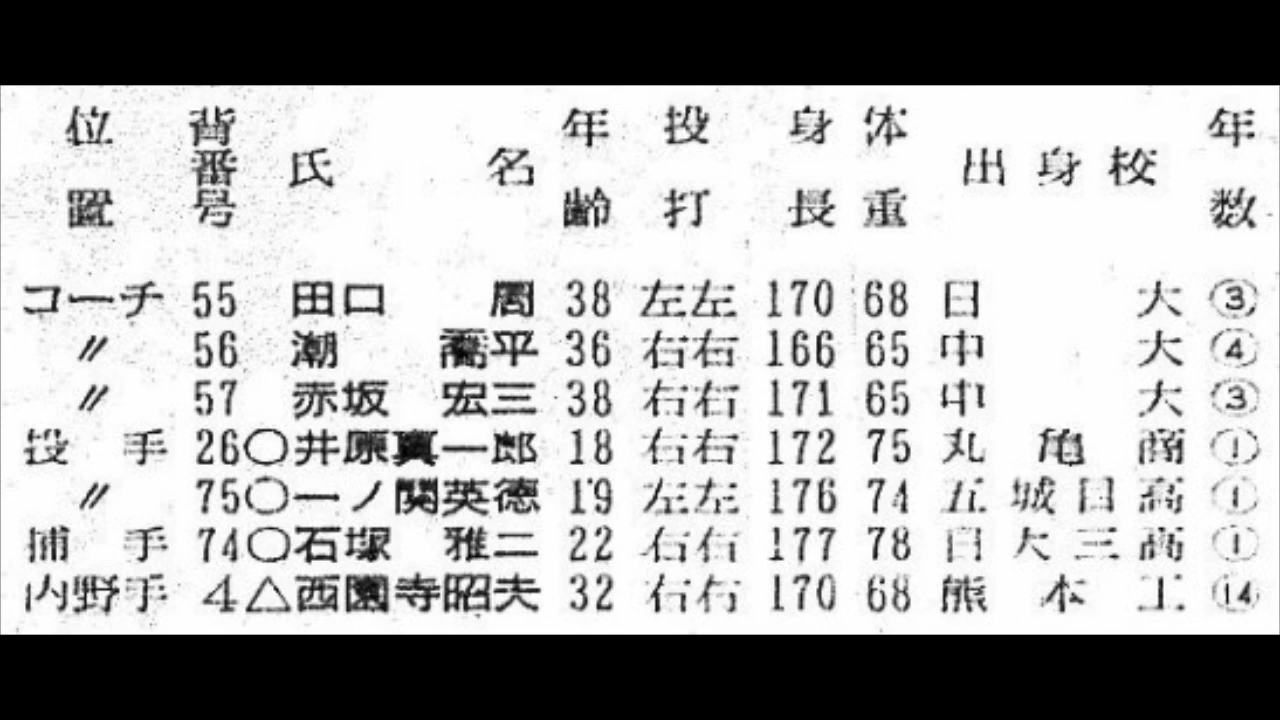 位置 背番号 氏名 年齢 投打 身長 体重 出身校 年数
コーチ 55 田口 周 38 左左 170 68 日大 ③
〃 56 潮 喬平 36 右右 166 65 中大 ④
〃 57 赤坂 宏三 38 右右 171 65 中大 ③
投手 26 ○井原真一郎 18 右右 172 75 丸亀商 ①
〃 75 ○一ノ関英徳 19 左左 176 74 五城目高 ①
捕手 74 ○石塚 雅二 22 右右 177 78 日大三高 ①
内野手 4 △西園寺昭夫 32 右右 170 68 熊本工 ⑭